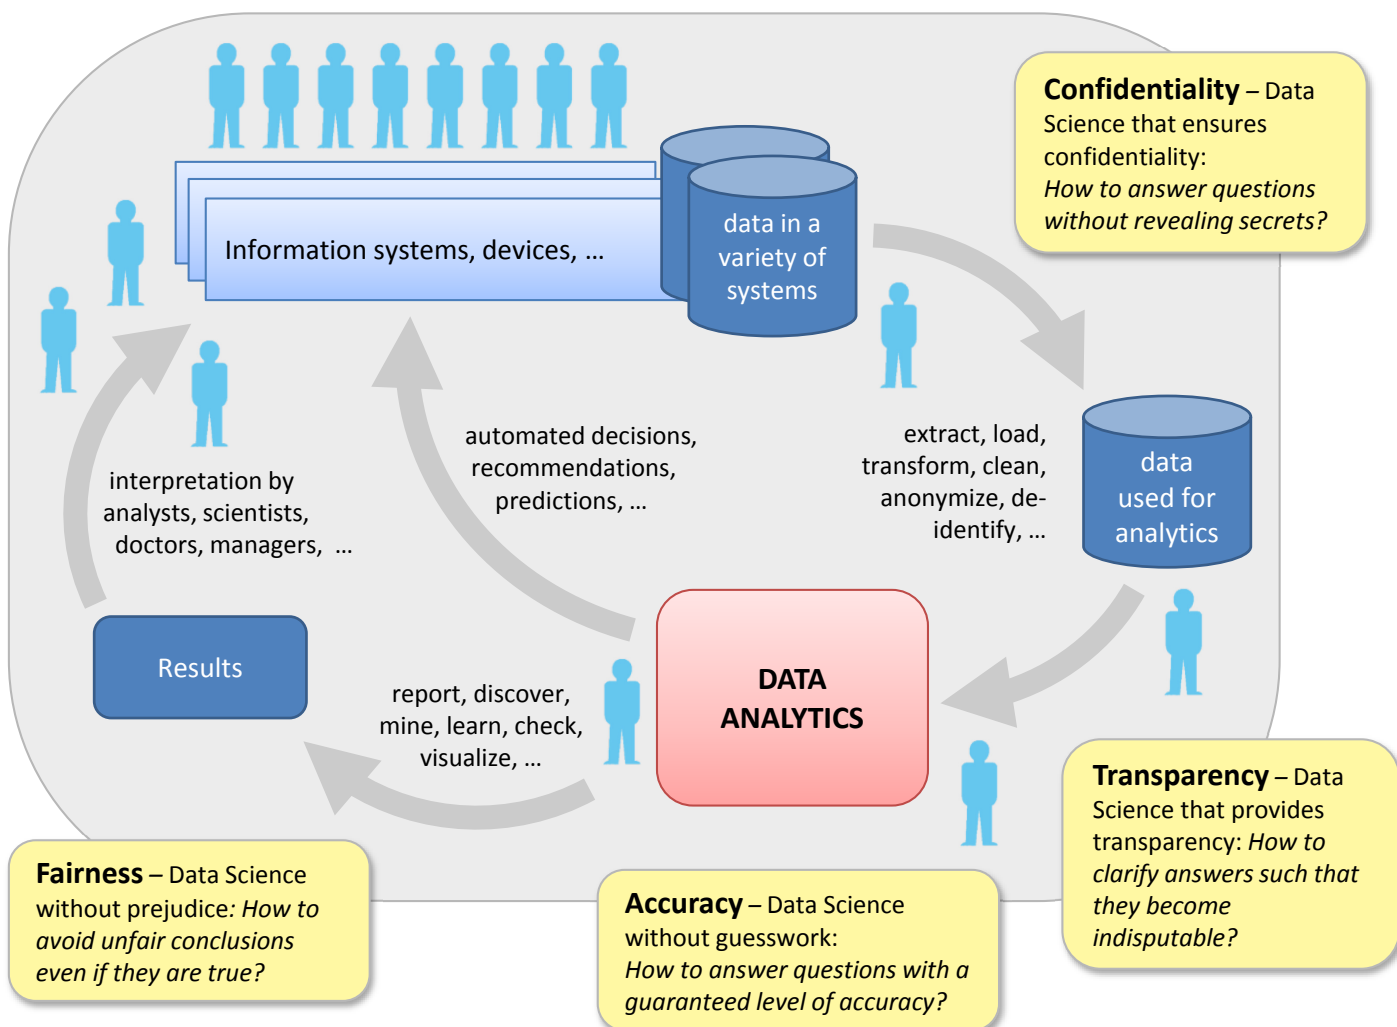 Confidentiality – Data
Science that ensures
confidentiality:
How to answer questions
without revealing secrets?
Information systems, devices, ...
data in a
variety of
systems
automated decisions,
recommendations,
predictions, ...
extract, load,
transform, clean,
anonymize, de-
identify, ...
data
used for
analytics
interpretation by
analysts, scientists,
doctors, managers, ...
Results
report, discover,
mine, learn, check,
visualize, ...
DATA
ANALYTICS
Transparency – Data
Science that provides
transparency: How to
clarify answers such that
they become
indisputable?
Fairness – Data Science
without prejudice: How to
avoid unfair conclusions
even if they are true?
Accuracy – Data Science
without guesswork:
How to answer questions with a
guaranteed level of accuracy?